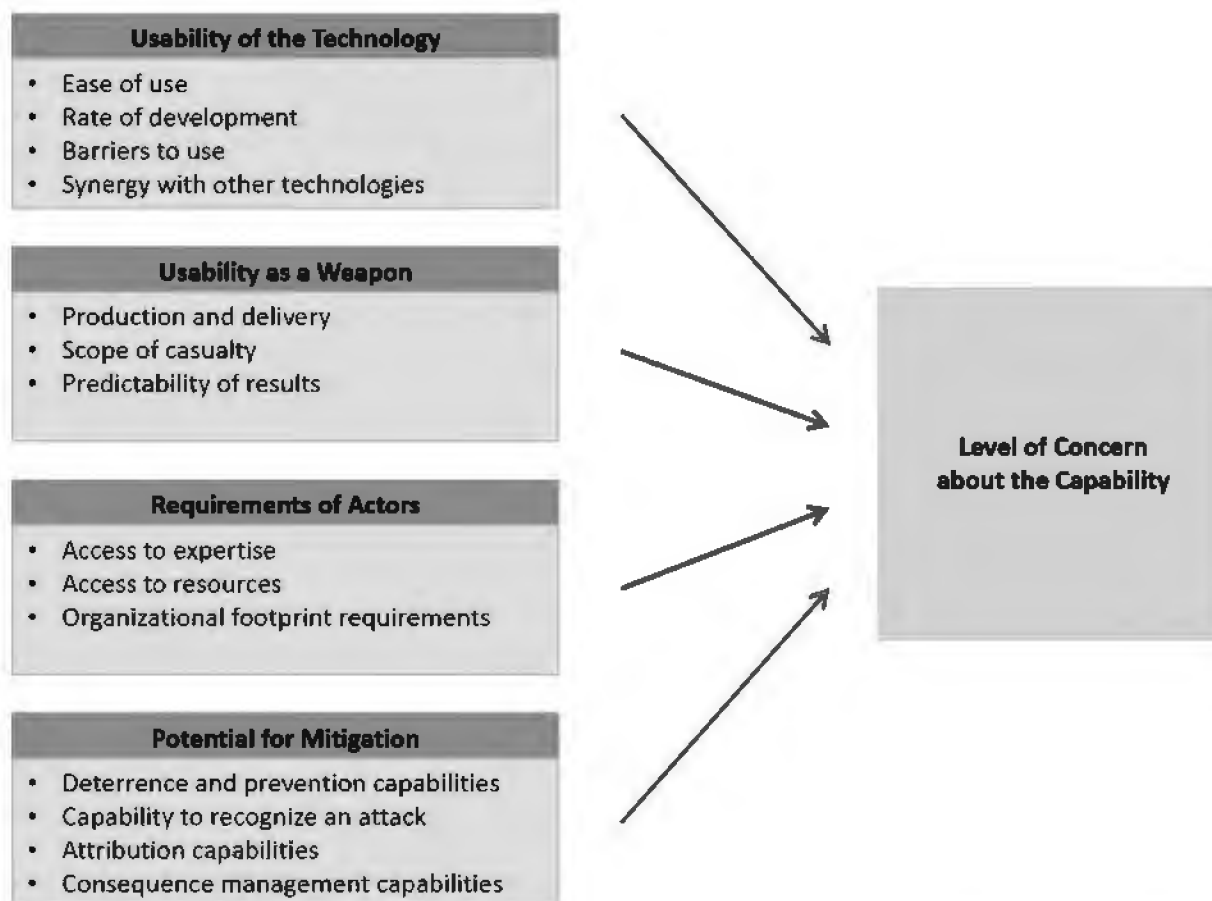 Usability of the Technology
• Ease of use
• Rate of development
• Barriers to use
• Synergy with other technologies
Usability as a Weapon
• Production and delivery
• Scope of casualty
• Predictability of results
Requirements of Actors
• Access to expertise
• Access to resources
• Organizational footprint requirements
Potential for Mitigation
• Deterrence and prevention capabilities
• Capability to recognize an attack
• Attribution capabilities
• Consequence management capabilities
Level of Concern
about the Capability